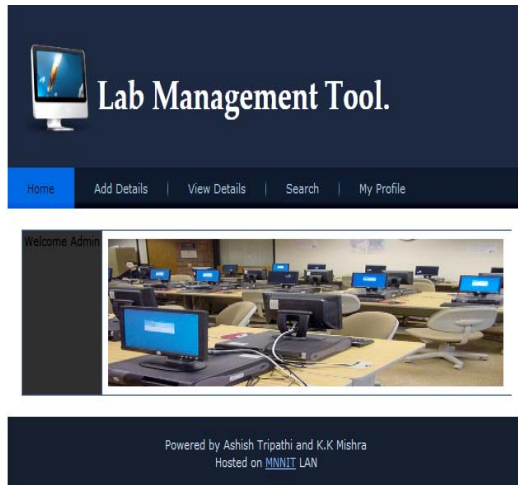 Lab Management Tool.
Home Add Details | View Details | Search | My Profile
Welcome Admin
Powered by Ashish Tripathi and K.K Mishra
Hosted on MNNIT LAN